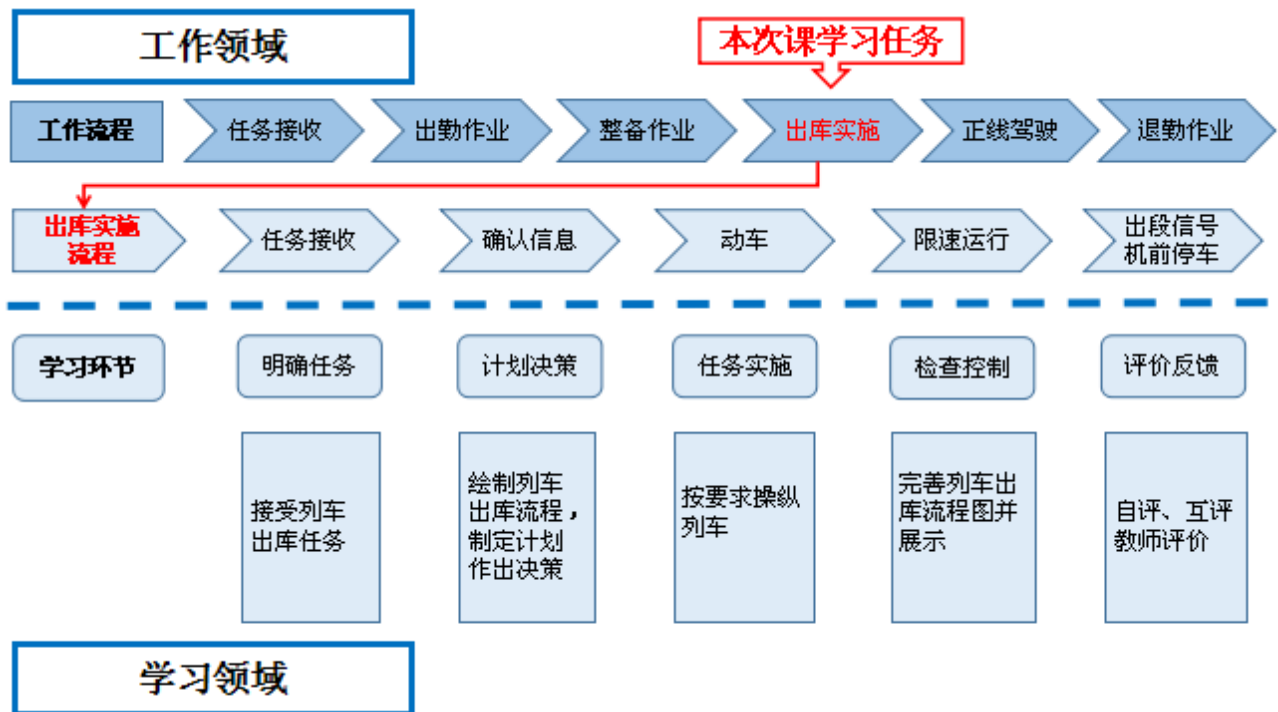 工作领域
本次课学习任务
工作流程
任务接收
出勤作业
整备作业
出库实施
正线驾驶
退勤作业
出库实施
流程
任务接收
确认信息
动车
限速运行
出段信号
机前停车
学习环节
明确任务
计划决策
任务实施
检查控制
评价反馈
接受列车
出库任务
绘制列车
出库流程，
制定计划
作出决策
按要求操纵
列车
完善列车出
库流程图并
展示
自评、互评
教师评价
学习领域